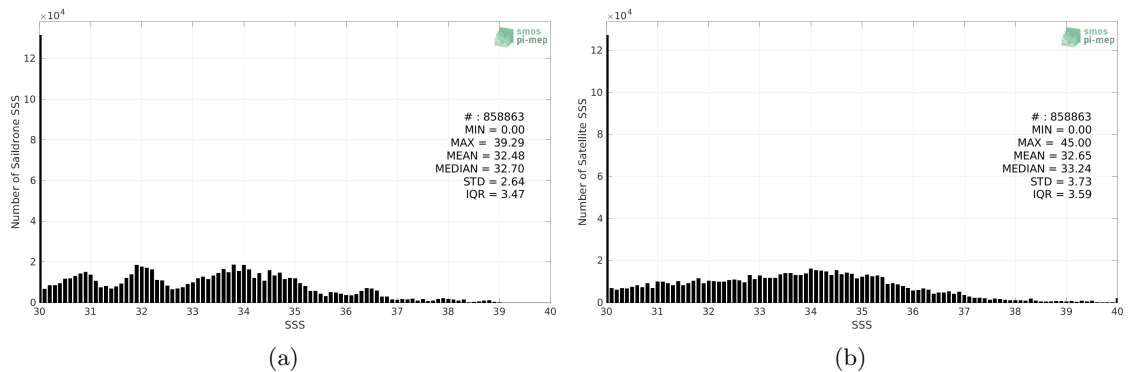 ×10⁴
smos
pi-mep
12
10
8
6
4
2
0
Number of Saildrone SSS
# : 858863
MIN = 0.00
MAX = 39.29
MEAN = 32.48
MEDIAN = 32.70
STD = 2.64
IQR = 3.47
30 31 32 33 34 35 36 37 38 39 40
SSS
(a)
×10⁴
smos
pi-mep
12
10
8
6
4
2
0
Number of Satellite SSS
# : 858863
MIN = 0.00
MAX = 45.00
MEAN = 32.65
MEDIAN = 33.24
STD = 3.73
IQR = 3.59
30 31 32 33 34 35 36 37 38 39 40
SSS
(b)